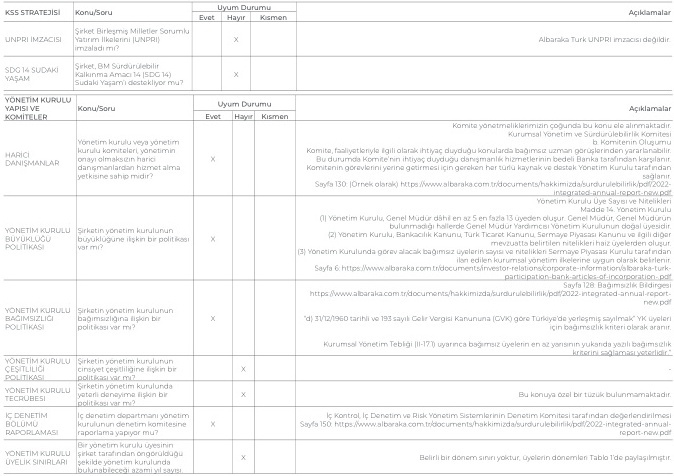 KSS STRATEJİSİ Konu/Soru Uyum Durumu Açıklamalar
Evet Hayır Kısmen
UNPRI İMZACISI
Şirket Birleşmiş Milletler Sorumlu
Yatırım İlkelerini (UNPRI)
imzaladı mı?
X
Albaraka Türk UNPRI imzacısı değildir.
SDG 14 SUDAKİ
YAŞAM
Şirket, BM Sürdürülebilir
Kalkınma Amacı 14 (SDG 14)
Sudaki Yaşam'ı destekliyor mu?
X
YÖNETİM KURULU
YAPISI VE
KOMİTELER
Konu/Soru
Uyum Durumu
Açıklamalar
Evet Hayır Kısmen
HARİCİ
DANIŞMANLAR
Yönetim kurulu veya yönetim
kurulu komiteleri, yönetimin
onayı olmaksızın harici
danışmanlardan hizmet alma
yetkisine sahip midir?
X
Komite yönetmeliklerimizin çoğunda bu konu ele alınmaktadır.
Kurumsal Yönetim ve Sürdürülebilirlik Komitesi
b. Komitenin Oluşumu
Komite, faaliyetleriyle ilgili olarak ihtiyaç duyduğu konularda bağımsız uzman görüşlerinden yararlanabilir.
Bu durumda Komite'nin ihtiyaç duyduğu danışmanlık hizmetlerinin bedeli Banka tarafından karşılanır.
Komitenin görevlerini yerine getirmesi için gereken her türlü kaynak ve destek Yönetim Kurulu tarafından
sağlanır.
Sayfa 130: (Örnek olarak) https://www.albaraka.com.tr/documents/hakkimizda/surdurulebilirlik/pdf/2022-
integrated-annual-report-new.pdf
YÖNETİM KURULU
BÜYÜKLÜĞÜ
POLİTİKASI
Şirketin yönetim kurulunun
büyüklüğüne ilişkin bir politikası
var mı?
X
Yönetim Kurulu Üye Sayısı ve Nitelikleri
Madde 14. Yönetim Kurulu
(1) Yönetim Kurulu, Genel Müdür dâhil en az 5 en fazla 13 üyeden oluşur. Genel Müdür, Genel Müdürün
bulunmadığı hallerde Genel Müdür Yardımcısı Yönetim Kurulunun doğal üyesidir.
(2) Yönetim Kurulu, Bankacılık Kanunu, Türk Ticaret Kanunu, Sermaye Piyasası Kanunu ve ilgili diğer
mevzuatta belirtilen nitelikleri haiz üyelerden oluşur.
(3) Yönetim Kurulunda görev alacak bağımsız üyelerin sayısı ve nitelikleri Sermaye Piyasası Kurulu tarafından
ilan edilen kurumsal yönetim ilkelerine uygun olarak belirlenir.
Sayfa 6: https://www.albaraka.com.tr/documents/investor-relations/corporate-information/albaraka-turk-
participation-bank-articles-of-incorporation-.pdf
YÖNETİM KURULU
BAĞIMSIZLIĞI
POLİTİKASI
Şirketin yönetim kurulunun
bağımsızlığına ilişkin bir
politikası var mı?
X
Sayfa 128: Bağımsızlık Bildirgesi
https://www.albaraka.com.tr/documents/hakkimizda/surdurulebilirlik/pdf/2022-integrated-annual-report-
new.pdf
"d) 31/12/1960 tarihli ve 193 sayılı Gelir Vergisi Kanununa (GVK) göre Türkiye'de yerleşmiş sayılmak" YK üyeleri
için bağımsızlık kriteri olarak aranır.
Kurumsal Yönetim Tebliği (II-17.1) uyarınca bağımsız üyelerin en az yarısının yukarıda yazılı bağımsızlık
kriterini sağlaması yeterlidir."
YÖNETİM KURULU
ÇEŞİTLİLİĞİ
POLİTİKASI
Şirketin yönetim kurulunun
cinsiyet çeşitliliğine ilişkin bir
politikası var mı?
X
-
YÖNETİM KURULU
TECRÜBESİ
Şirketin yönetim kurulunda
yeterli deneyime ilişkin bir
politikası var mı?
X
Bu konuya özel bir tüzük bulunmamaktadır.
İÇ DENETİM
BÖLÜMÜ
RAPORLAMASI
İç denetim departmanı yönetim
kurulunun denetim komitesine
raporlama yapıyor mu?
X
İç Kontrol, İç Denetim ve Risk Yönetim Sistemlerinin Denetim Komitesi tarafından değerlendirilmesi
Sayfa 150: https://www.albaraka.com.tr/documents/hakkimizda/surdurulebilirlik/pdf/2022-integrated-annual-
report-new.pdf
YÖNETİM KURULU
ÜYELİK SINIRLARI
Bir yönetim kurulu üyesinin
şirket tarafından öngörüldüğü
şekilde yönetim kurulunda
bulunabileceği azami yıl sayısı
X
Belirli bir dönem sınırı yoktur, üyelerin dönemleri Tablo 1'de paylaşılmıştır.